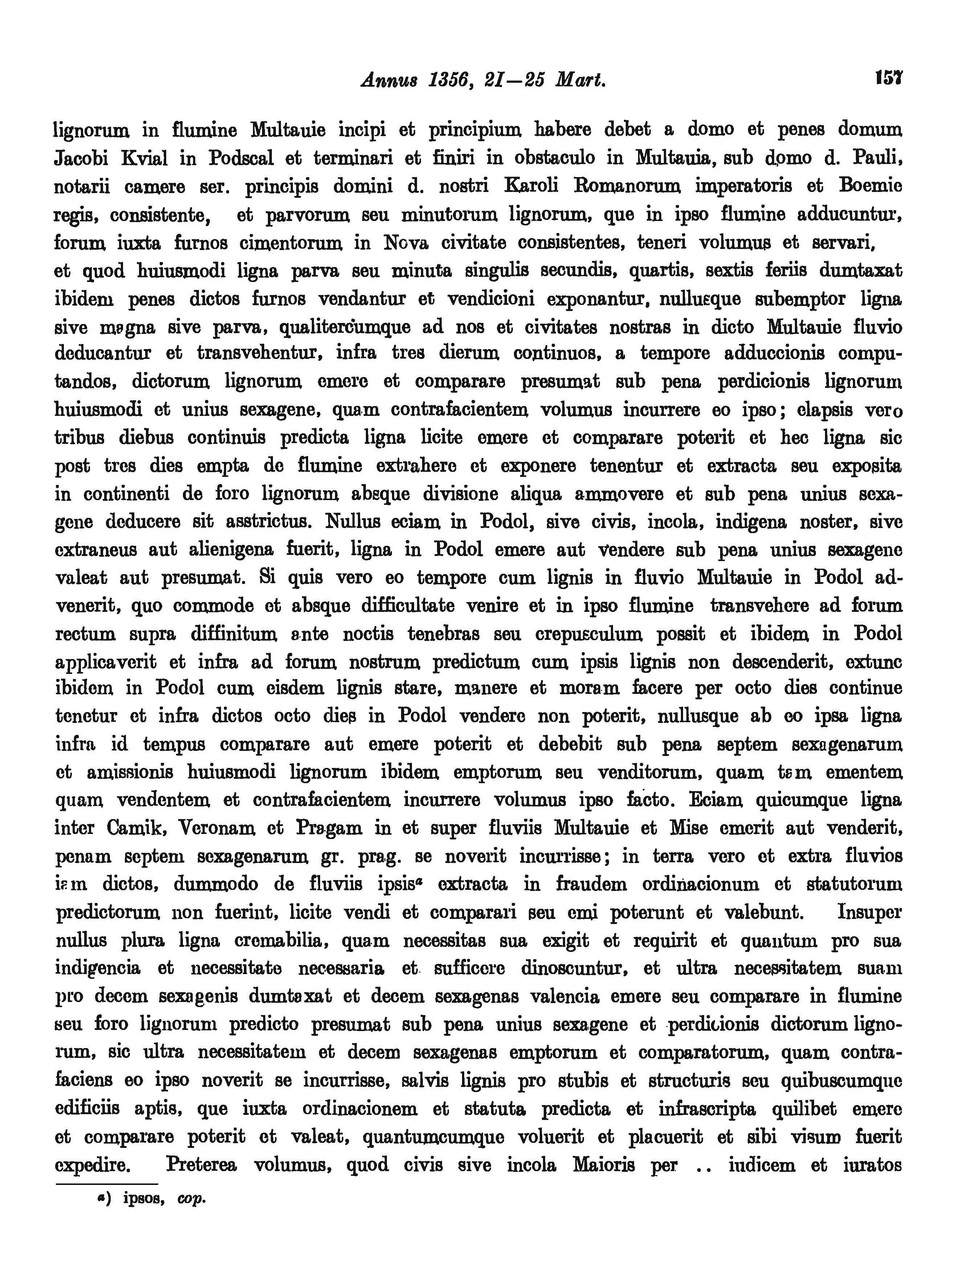 Annus 1356, 21—25 Mart. 157
lignorum in flumine Multauie incipi et principium habere debet a domo et penes domum
Jacobi Kvial in Podscal et terminari et finiri in obstaculo in Multauia, sub domo d. Pauli,
notarii camere ser. principis domini d. nostri Karoli Romanorum imperatoris et Boemie
regis, consistente, et parvorum seu minutorum lignorum, que in ipso flumine adducuntur,
forum iuxta furnos cimentorum in Nova civitate consistentes, teneri volumus et servari,
et quod huiusmodi ligna parva seu minuta singulis secundis, quartis, sextis feriis dumtaxat
ibidem penes dictos furnos vendantur et vendicioni exponantur, nullusque subemptor ligna
sive magna sive parva, qualitercumque ad nos et civitates nostras in dicto Multauie fluvio
deducantur et transvehentur, infra tres dierum continuos, a tempore adduccionis compu-
tandos, dictorum lignorum emere et comparare presumat sub pena perdicionis lignorum
huiusmodi et unius sexagene, quam contrafacientem volumus incurrere eo ipso; elapsis vero
tribus diebus continuis predicta ligna licite emere et comparare poterit et hec ligna sic
post tres dies empta de flumine extrahere et exponere tenentur et extracta seu exposita
in continenti de foro lignorum absque divisione aliqua ammovere et sub pena unius sexa-
gene deducere sit asstrictus. Nullus eciam in Podol, sive civis, incola, indigena noster, sive
extraneus aut alienigena fuerit, ligna in Podol emere aut vendere sub pena unius sexagene
valeat aut presumat. Si quis vero eo tempore cum lignis in fluvio Multauie in Podol ad-
venerit, quo commode et absque difficultate venire et in ipso flumine transvehere ad forum
rectum supra diffinitum ante noctis tenebras seu crepusculum possit et ibidem in Podol
applicaverit et infra ad forum nostrum predictum cum ipsis lignis non descenderit, extunc
ibidem in Podol cum eisdem lignis stare, manere et moram facere per octo dies continue
tenetur et infra dictos octo dies in Podol vendere non poterit, nullusque ab eo ipsa ligna
infra id tempus comparare aut emere poterit et debebit sub pena septem sexagenarum
et amissionis huiusmodi lignorum ibidem emptorum seu venditorum, quam tam ementem
quam vendentem et contrafacientem incurrere volumus ipso facto. Eciam quicumque ligna
inter Camik, Veronam et Pragam in et super fluviis Multauie et Mise emerit aut venderit,
penam septem sexagenarum gr. prag. se noverit incurrisse; in terra vero et extra fluvios
iam dictos, dummodo de fluviis ipsisᵃ extracta in fraudem ordinacionum et statutorum
predictorum non fuerint, licite vendi et comparari seu emi poterunt et valebunt. Insuper
nullus plura ligna cremabilia, quam necessitas sua exigit et requirit et quantum pro sua
indigencia et necessitate necessaria et sufficere dinoscuntur, et ultra necessitatem suam
pro decem sexagenis dumtaxat et decem sexagenas valencia emere seu comparare in flumine
seu foro lignorum predicto presumat sub pena unius sexagene et perdicionis dictorum ligno-
rum, sic ultra necessitatem et decem sexagenas emptorum et comparatorum, quam contra-
faciens eo ipso noverit se incurrisse, salvis lignis pro stubis et structuris seu quibuscumque
edificiis aptis, que iuxta ordinacionem et statuta predicta et infrascripta quilibet emere
et comparare poterit et valeat, quantumcumque voluerit et placuerit et sibi visum fuerit
expedire. Preterea volumus, quod civis sive incola Maioris per .. iudicem et iuratos
ᵃ) ipsos, cop.